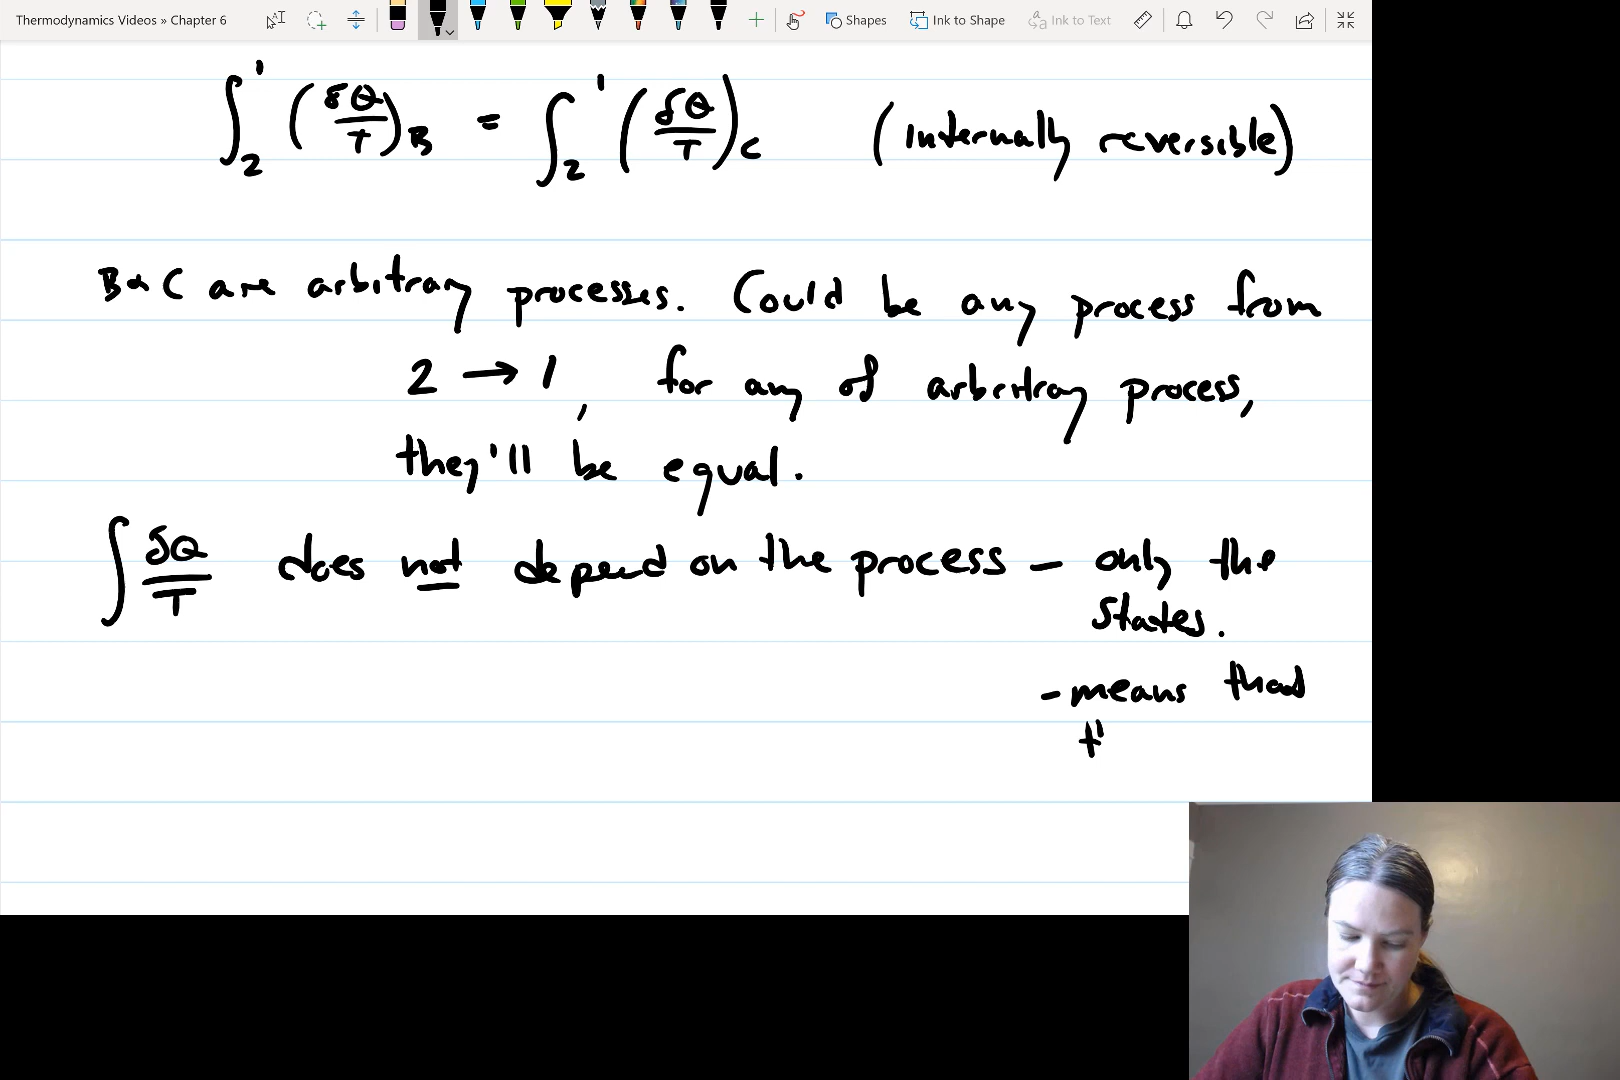 Thermodynamics Videos » Chapter 6
Shapes
Ink to Shape
Ink to Text
∫₂¹ (δQ/T)_B = ∫₂¹ (δQ/T)_C (internally reversible)
B & C are arbitrary processes. Could be any process from
2 → 1, for any of arbitrary process,
they'll be equal.
∫ δQ/T does not depend on the process – only the
states.
- means that